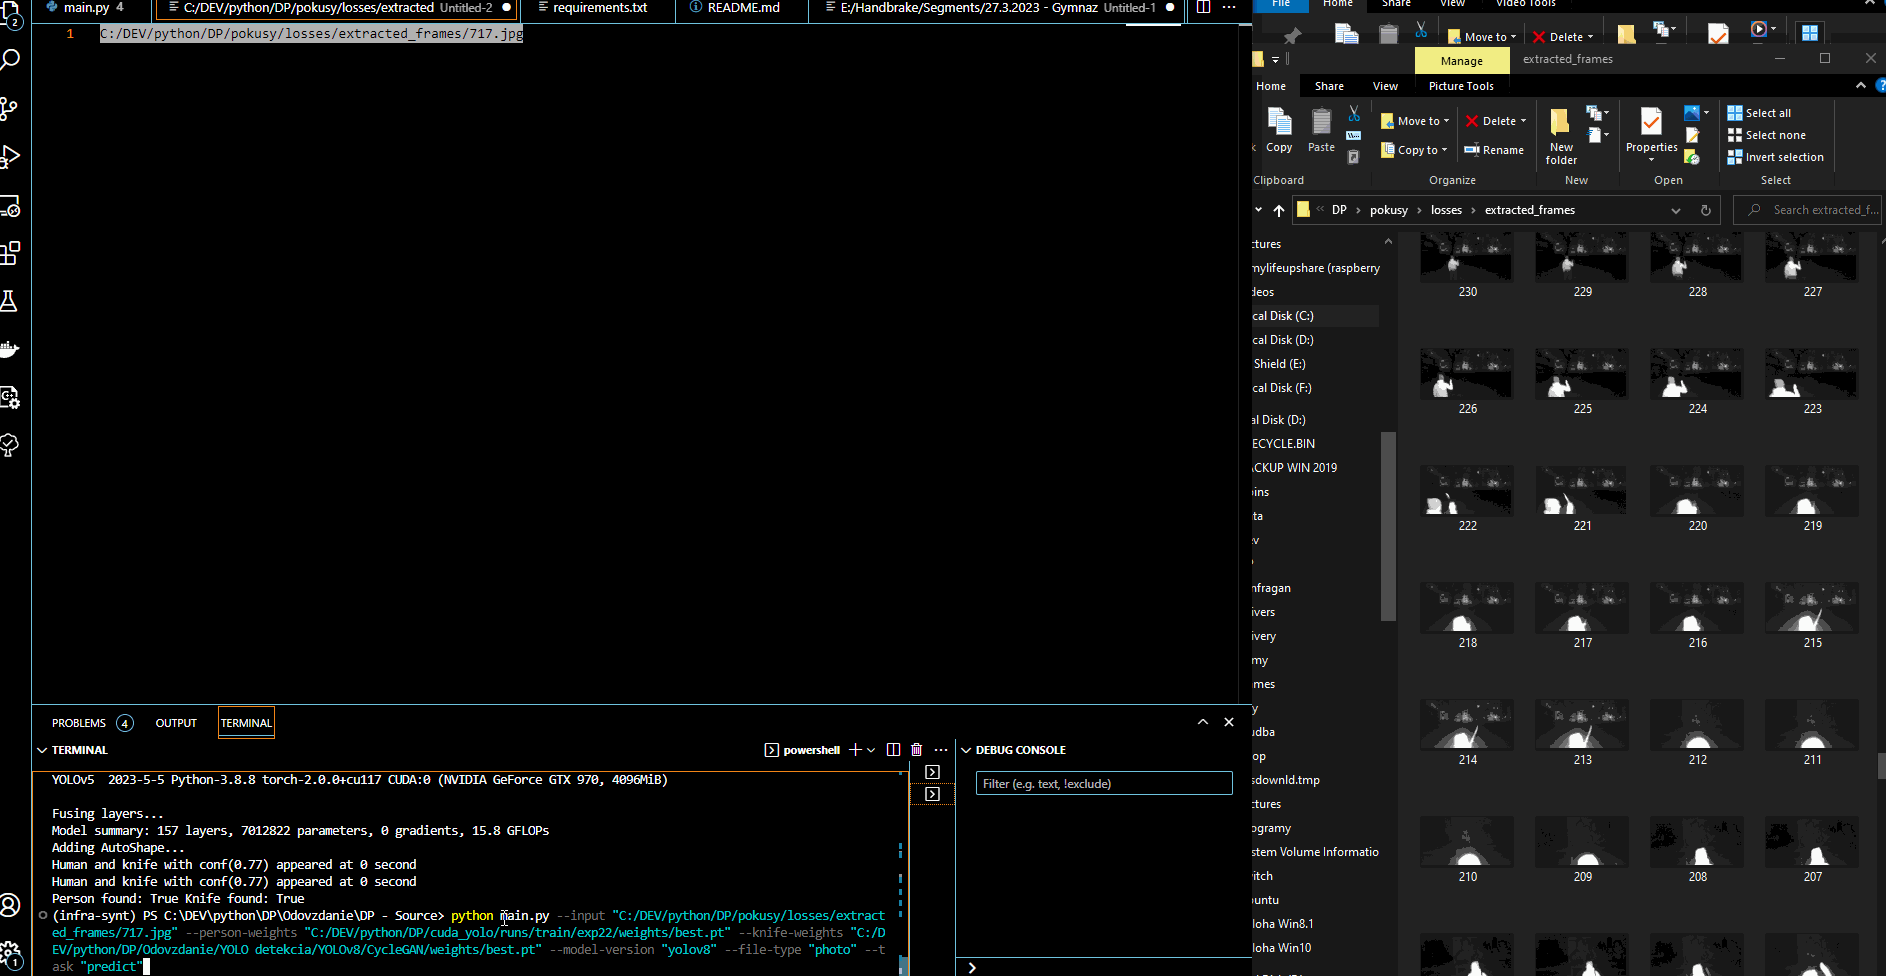 main.py 4
C:/DEV/python/DP/pokusy/losses/extracted Untitled-2
requirements.txt
README.md
E:/Handbrake/Segments/27.3.2023 - Gymnaz Untitled-1
1 C:/DEV/python/DP/pokusy/losses/extracted_frames/717.jpg
2
PROBLEMS 4 OUTPUT TERMINAL
TERMINAL
powershell
YOLOv5 2023-5-5 Python-3.8.8 torch-2.0.0+cu117 CUDA:0 (NVIDIA GeForce GTX 970, 4096MiB)
Fusing layers...
Model summary: 157 layers, 7012822 parameters, 0 gradients, 15.8 GFLOPs
Adding AutoShape...
Human and knife with conf(0.77) appeared at 0 second
Human and knife with conf(0.77) appeared at 0 second
Person found: True Knife found: True
(infra-synt) PS C:\DEV\python\DP\Odovzdanie\DP - Source> python main.py --input "C:/DEV/python/DP/pokusy/losses/extract
ed_frames/717.jpg" --person-weights "C:/DEV/python/DP/cuda_yolo/runs/train/exp22/weights/best.pt" --knife-weights "C:/D
EV/python/DP/Odovzdanie/YOLO detekcia/YOLOv8/CycleGAN/weights/best.pt" --model-version "yolov8" --file-type "photo" --t
ask "predict"
1
DEBUG CONSOLE
Filter (e.g. text, !exclude)
File Home Share View Video Tools
Move to Delete
Manage extracted_frames
Home Share View Picture Tools
Copy
Paste
Move to
Copy to
Delete
Rename
New
folder
Properties
Select all
Select none
Invert selection
Clipboard Organize New Open Select
« DP > pokusy > losses > extracted_frames
Search extracted_f...
ctures
mylifeupshare (raspberry
deos
cal Disk (C:)
cal Disk (D:)
Shield (E:)
cal Disk (F:)
al Disk (D:)
ECYCLE.BIN
ACKUP WIN 2019
ins
ta
ev
nfragan
ivers
ivery
my
mes
y
udba
op
sdownld.tmp
ctures
ogramy
stem Volume Informatio
itch
untu
loha Win8.1
loha Win10
230 229 228 227
226 225 224 223
222 221 220 219
218 217 216 215
214 213 212 211
210 209 208 207